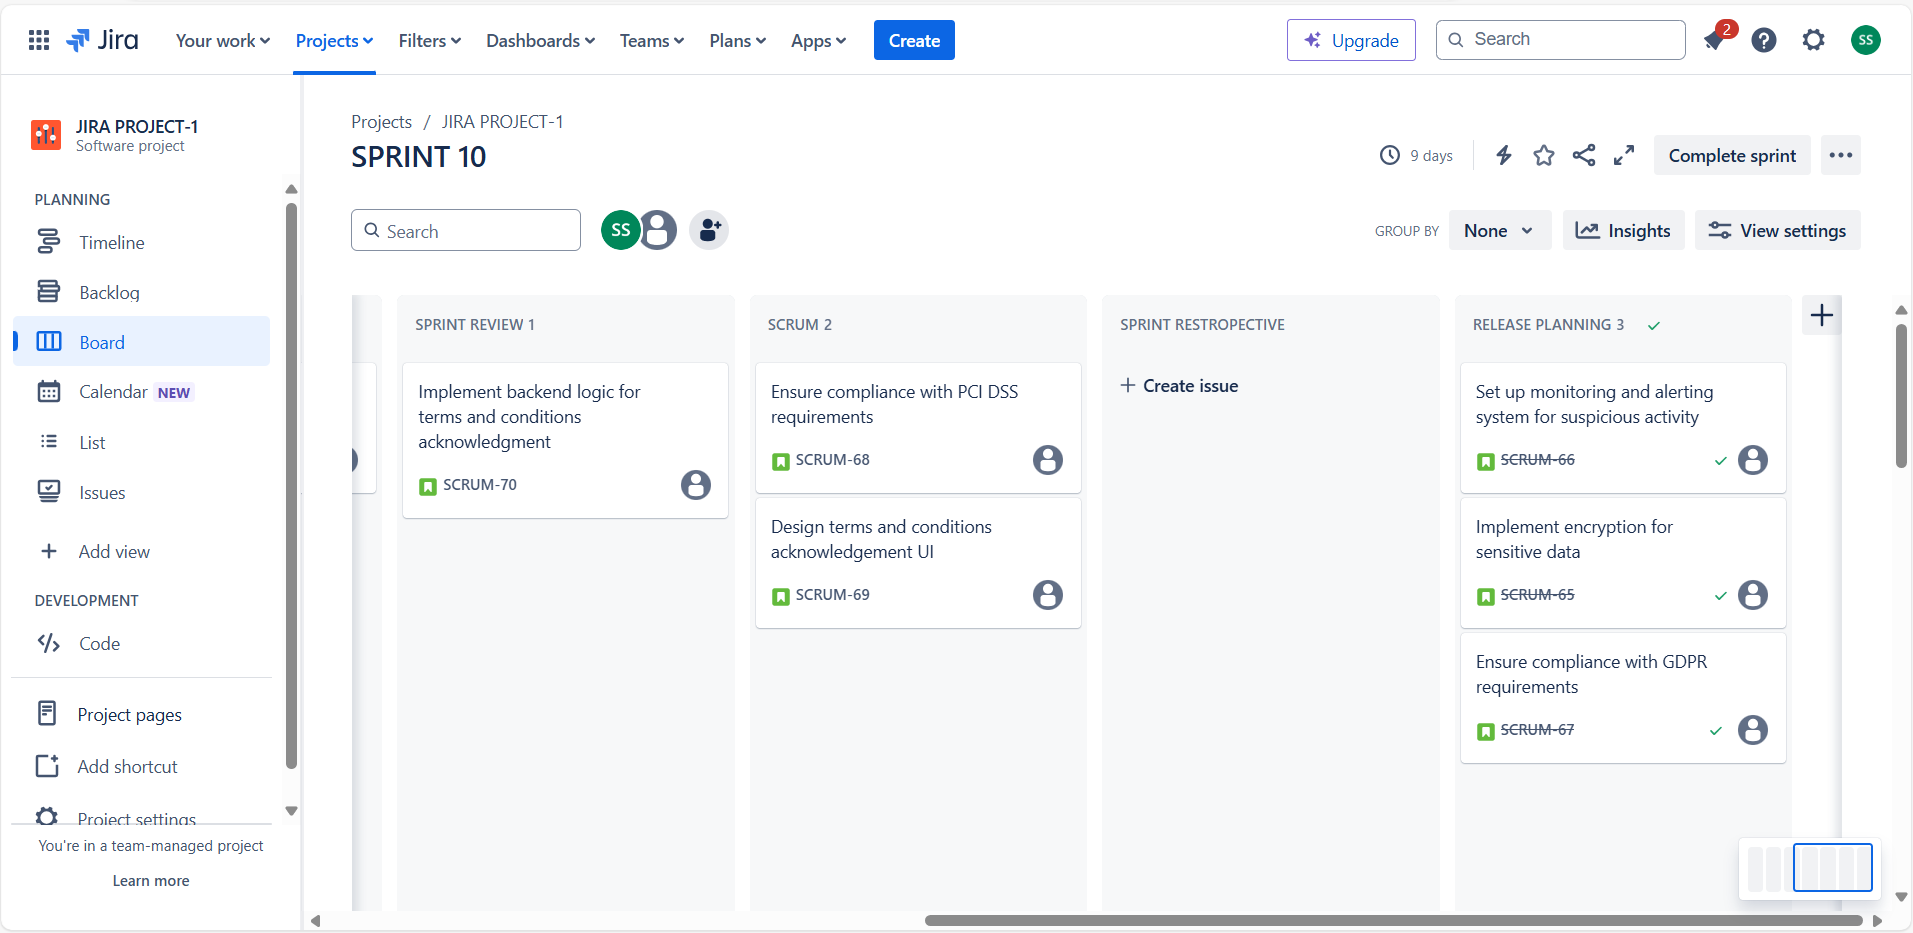 Jira
Your work
Projects
Filters
Dashboards
Teams
Plans
Apps
Create
Upgrade
Search
2
SS
JIRA PROJECT-1
Software project
PLANNING
Timeline
Backlog
Board
Calendar NEW
List
Issues
Add view
DEVELOPMENT
Code
Project pages
Add shortcut
Project settings
You're in a team-managed project
Learn more
Projects / JIRA PROJECT-1
SPRINT 10
9 days
Complete sprint
Search
SS
GROUP BY
None
Insights
View settings
SPRINT REVIEW 1
Implement backend logic for
terms and conditions
acknowledgment
SCRUM-70
SCRUM 2
Ensure compliance with PCI DSS
requirements
SCRUM-68
Design terms and conditions
acknowledgement UI
SCRUM-69
SPRINT RESTROPECTIVE
Create issue
RELEASE PLANNING 3
Set up monitoring and alerting
system for suspicious activity
SCRUM-66
Implement encryption for
sensitive data
SCRUM-65
Ensure compliance with GDPR
requirements
SCRUM-67